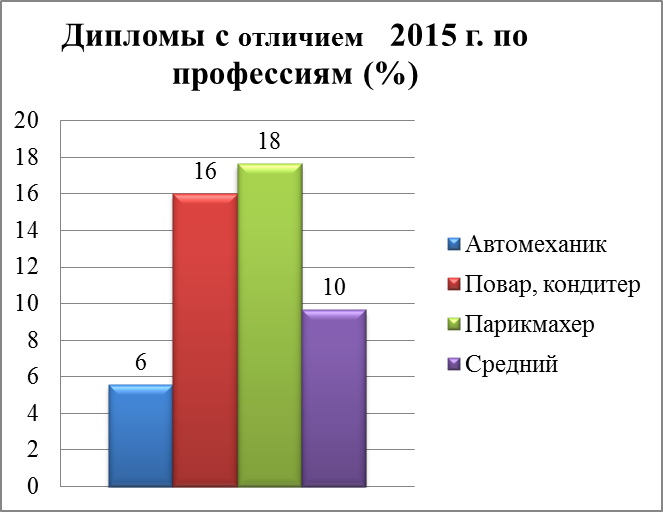 Дипломы с отличием 2015 г. по
профессиям (%)
20
18
16
14
12
10
8
6
4
2
0
6
16
18
10
Автомеханик
Повар, кондитер
Парикмахер
Средний